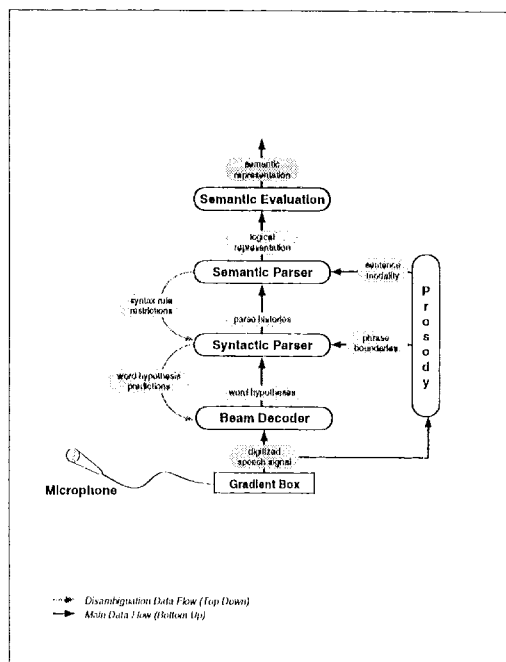 semantic
representation
Semantic Evaluation
logical
representation
Semantic Parser
sentence
modality
syntax rule
restrictions
parse histories
Syntactic Parser
phrase
boundaries
word hypothesis
predictions
word hypotheses
Beam Decoder
digitized
speech signal
Gradient Box
Microphone
prosody
Disambiguation Data Flow (Top Down)
Main Data Flow (Bottom Up)